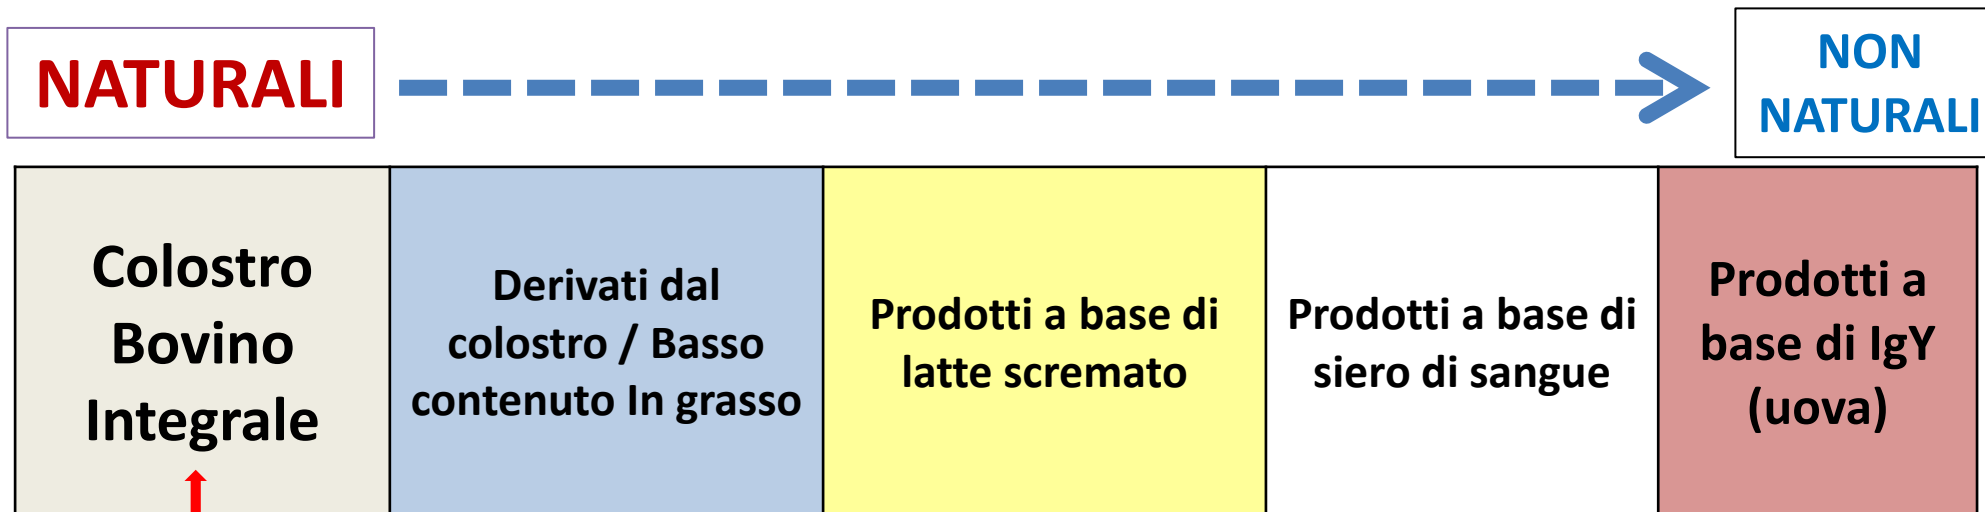 NATURALI
NON
NATURALI
Colostro
Bovino
Integrale
Derivati dal
colostro / Basso
contenuto In grasso
Prodotti a base di
latte scremato
Prodotti a base di
siero di sangue
Prodotti a
base di IgY
(uova)